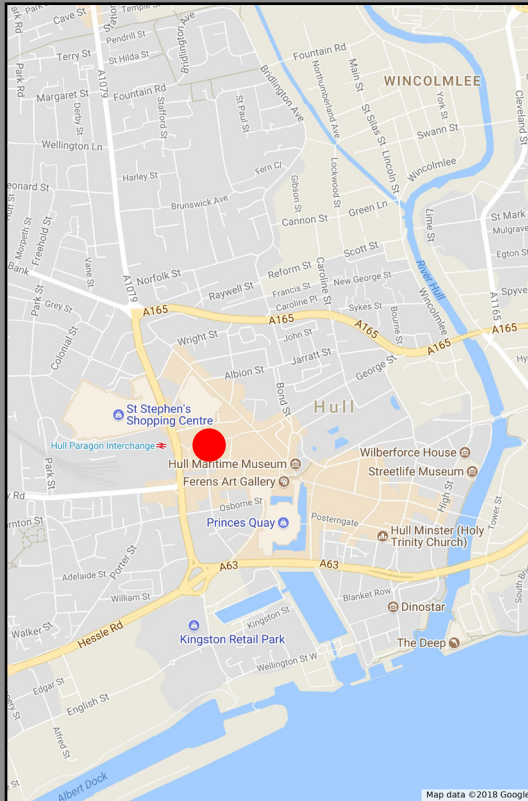 Park Rd
Cave St
Temple St
Terry St
St Hilda St
Bridlington Ave
Fountain Rd
Northumberland Ave
Main St
St Silas St
Lincoln St
WINCOLMLEE
York St
Cleveland St
Swann St
A1079
Margaret St
Fountain Rd
Derby St
Stafford St
St Paul St
Wellington Ln
Lockwood St
Wincolmlee
Harley St
Fern Cl
Gibson St
Green Ln
Lime St
St Mark
Mulgrave
Brunswick Ave
Cannon St
Morpeth St
Freehold St
Scott St
Egton St
Vane St
Norfolk St
Reform St
Caroline St
River Hull
Spyve
Park St
Raywell St
Francis St
New George St
Caroline Pl
Sykes St
Bourne St
Wincolmlee
A1165
Grey St
A1079
A165
A165
A165
A165
A165
Colonial St
Wright St
John St
Jarratt St
George St
Albion St
Bond St
Hull
St Stephen's
Shopping Centre
Hull Paragon Interchange
Hull Maritime Museum
Wilberforce House
Streetlife Museum
Park St
Ferens Art Gallery
High St
Osborne St
Princes Quay
Posterngate
Hull Minster (Holy
Trinity Church)
Tower St
Porter St
Adelaide St
A63
A63
William St
Blanket Row
Dinostar
Walker St
Hessle Rd
Kingston St
Kingston Retail Park
The Deep
Wellington St W
Edgar St
English St
Alfred St
Albert Dock
Map data ©2018 Google